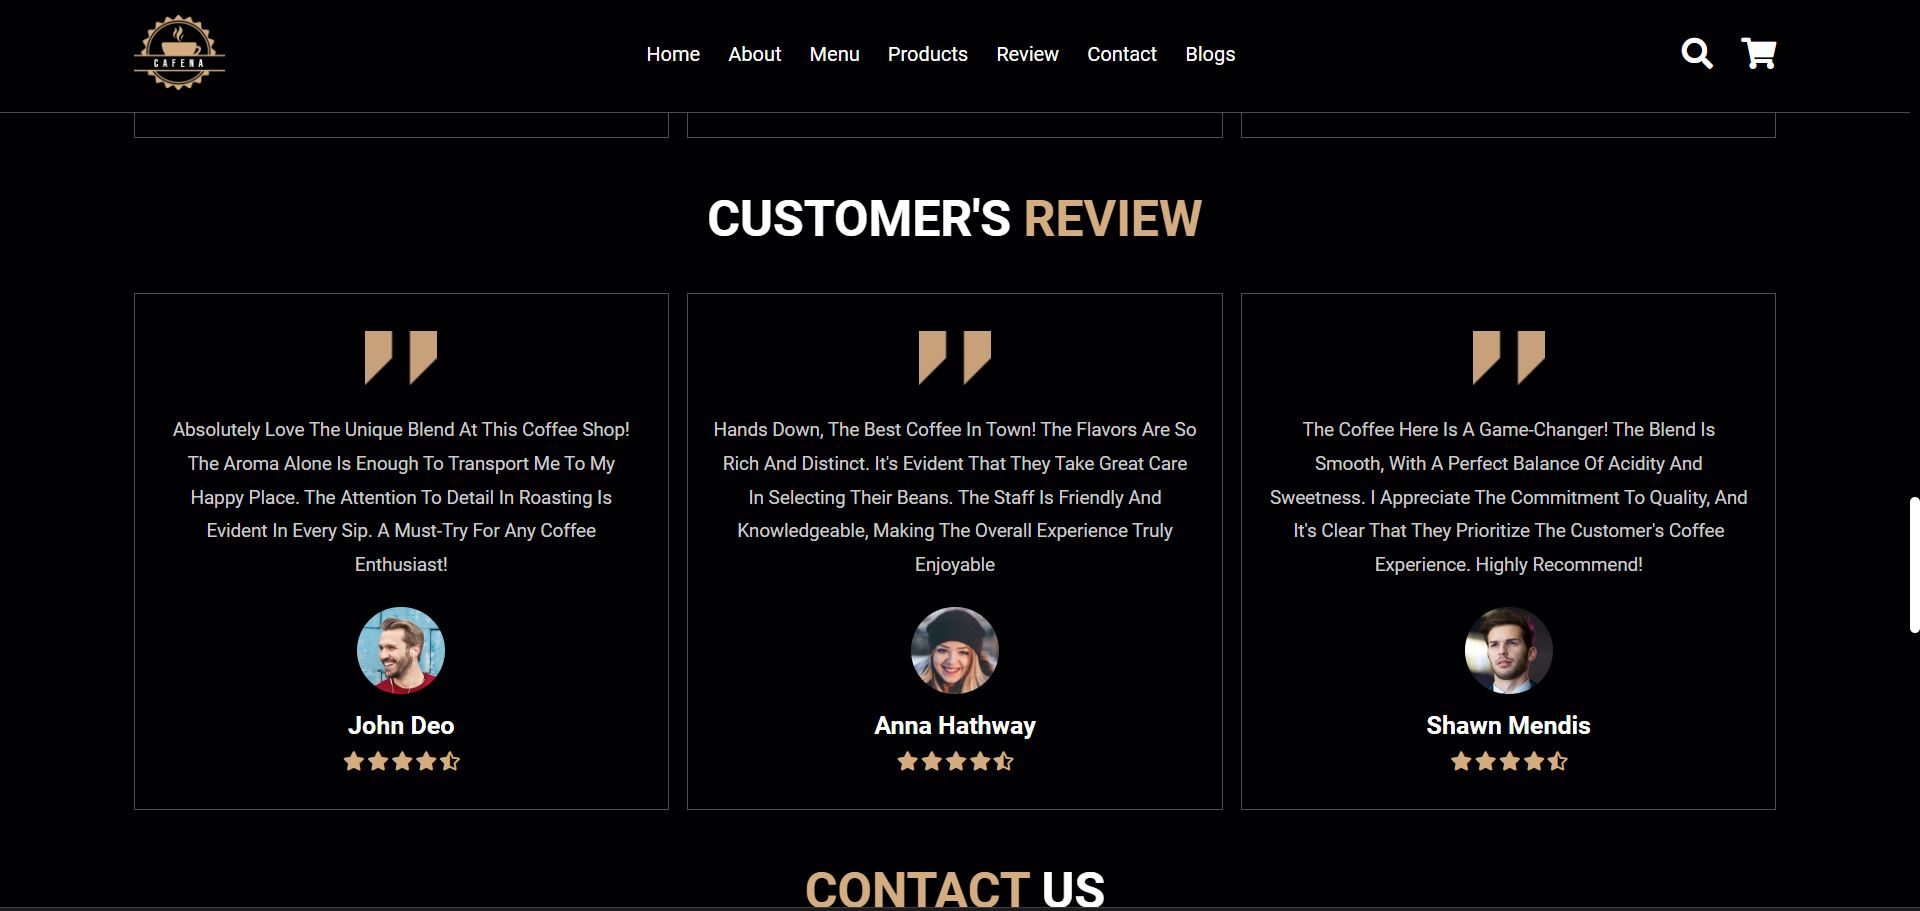 CAFENA
Home About Menu Products Review Contact Blogs
CUSTOMER'S REVIEW
Absolutely Love The Unique Blend At This Coffee Shop!
The Aroma Alone Is Enough To Transport Me To My
Happy Place. The Attention To Detail In Roasting Is
Evident In Every Sip. A Must-Try For Any Coffee
Enthusiast!
John Deo
Hands Down, The Best Coffee In Town! The Flavors Are So
Rich And Distinct. It's Evident That They Take Great Care
In Selecting Their Beans. The Staff Is Friendly And
Knowledgeable, Making The Overall Experience Truly
Enjoyable
Anna Hathway
The Coffee Here Is A Game-Changer! The Blend Is
Smooth, With A Perfect Balance Of Acidity And
Sweetness. I Appreciate The Commitment To Quality, And
It's Clear That They Prioritize The Customer's Coffee
Experience. Highly Recommend!
Shawn Mendis
CONTACT US